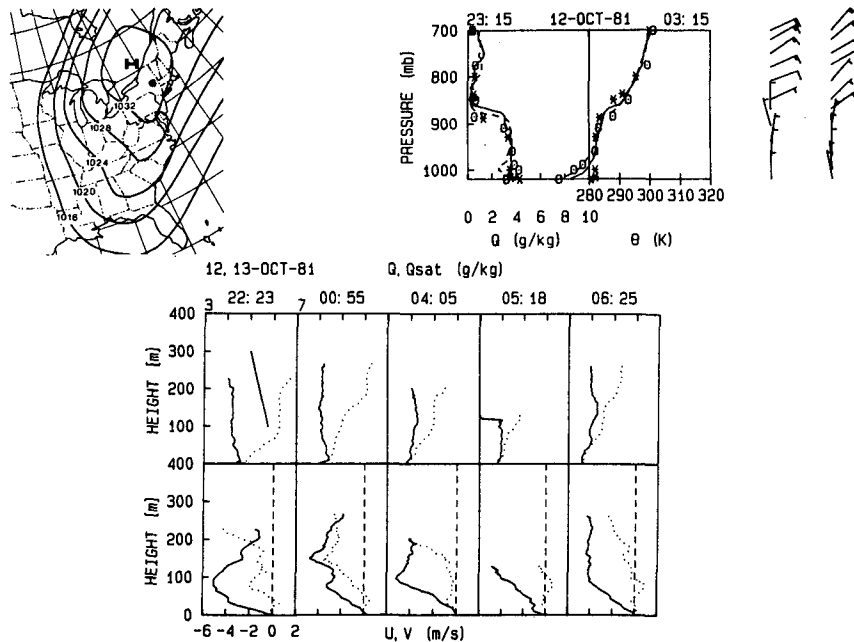 H
1032
1028
1024
1020
1016
23:15 12-OCT-81 03:15
700
800
900
1000
PRESSURE (mb)
280 290 300 310 320
0 2 4 6 8 10
Q (g/kg) θ (K)
12, 13-OCT-81 Q, Qsat (g/kg)
22:23 00:55 04:05 05:18 06:25
3 7
400
300
200
100
400
HEIGHT [m]
300
200
100
0
HEIGHT [m]
-6 -4 -2 0 2
U, V (m/s)